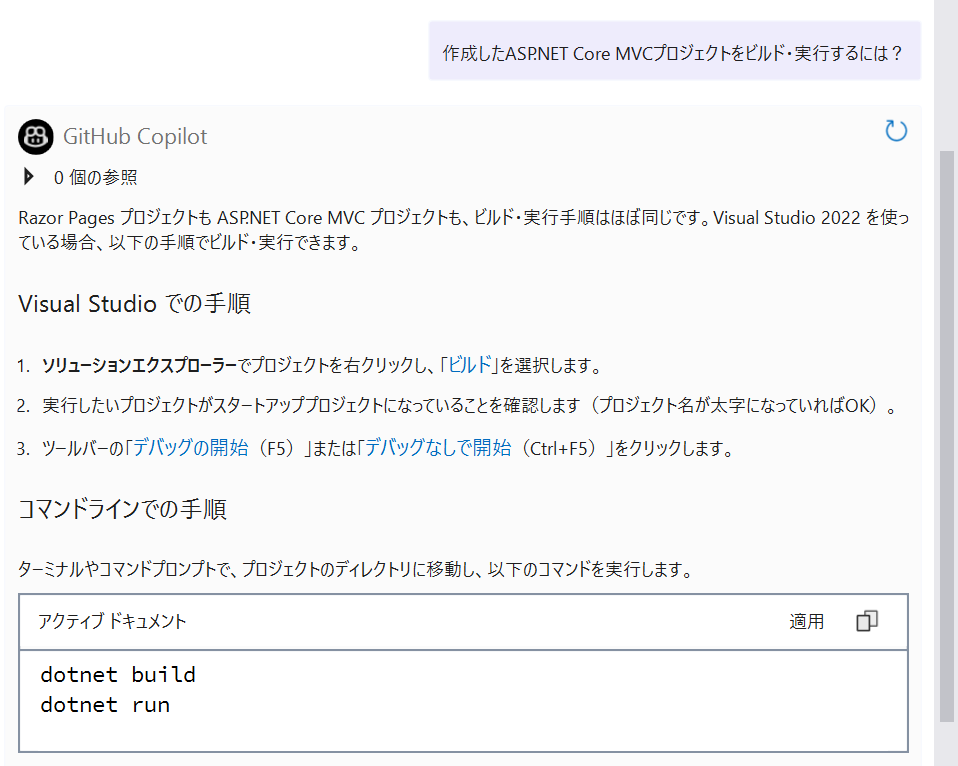 作成したASP.NET Core MVCプロジェクトをビルド・実行するには？
GitHub Copilot
0 個の参照
Razor Pages プロジェクトも ASP.NET Core MVC プロジェクトも、ビルド・実行手順はほぼ同じです。Visual Studio 2022 を使っ
ている場合、以下の手順でビルド・実行できます。
Visual Studio での手順
1. ソリューションエクスプローラーでプロジェクトを右クリックし、「ビルド」を選択します。
2. 実行したいプロジェクトがスタートアッププロジェクトになっていることを確認します（プロジェクト名が太字になっていればOK）。
3. ツールバーの「デバッグの開始（F5）」または「デバッグなしで開始（Ctrl+F5）」をクリックします。
コマンドラインでの手順
ターミナルやコマンドプロンプトで、プロジェクトのディレクトリに移動し、以下のコマンドを実行します。
アクティブ ドキュメント 適用
dotnet build
dotnet run